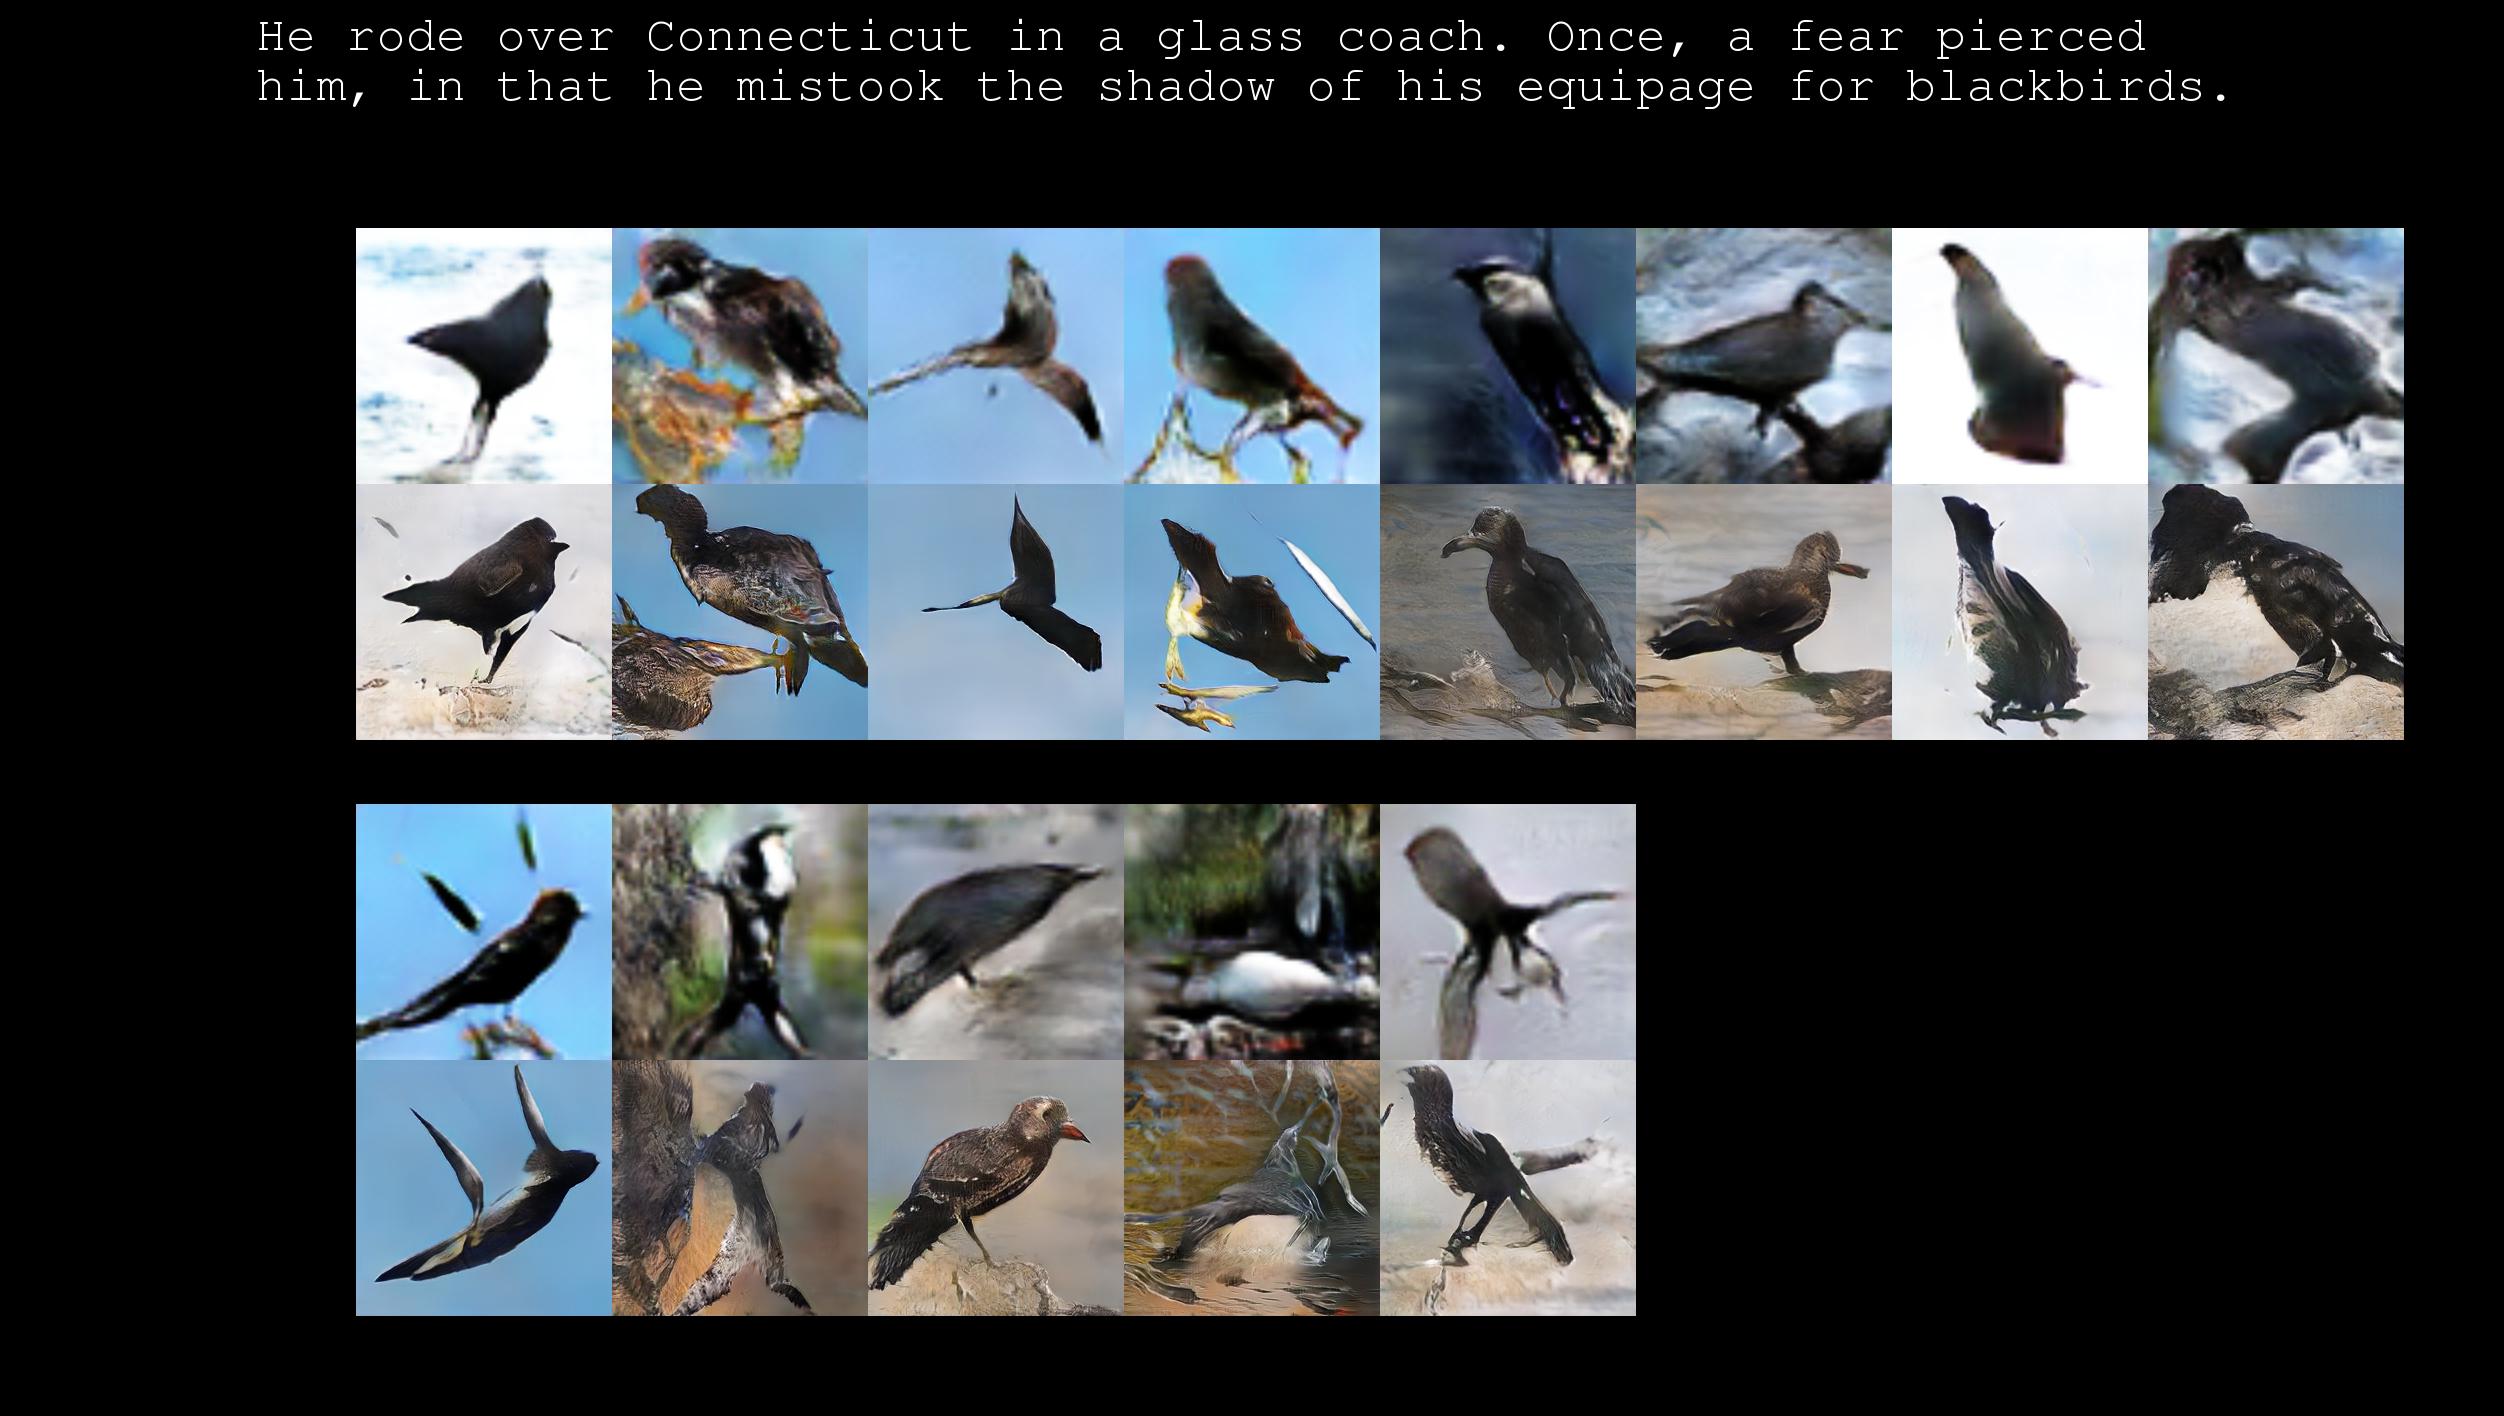 He rode over Connecticut in a glass coach. Once, a fear pierced
him, in that he mistook the shadow of his equipage for blackbirds.